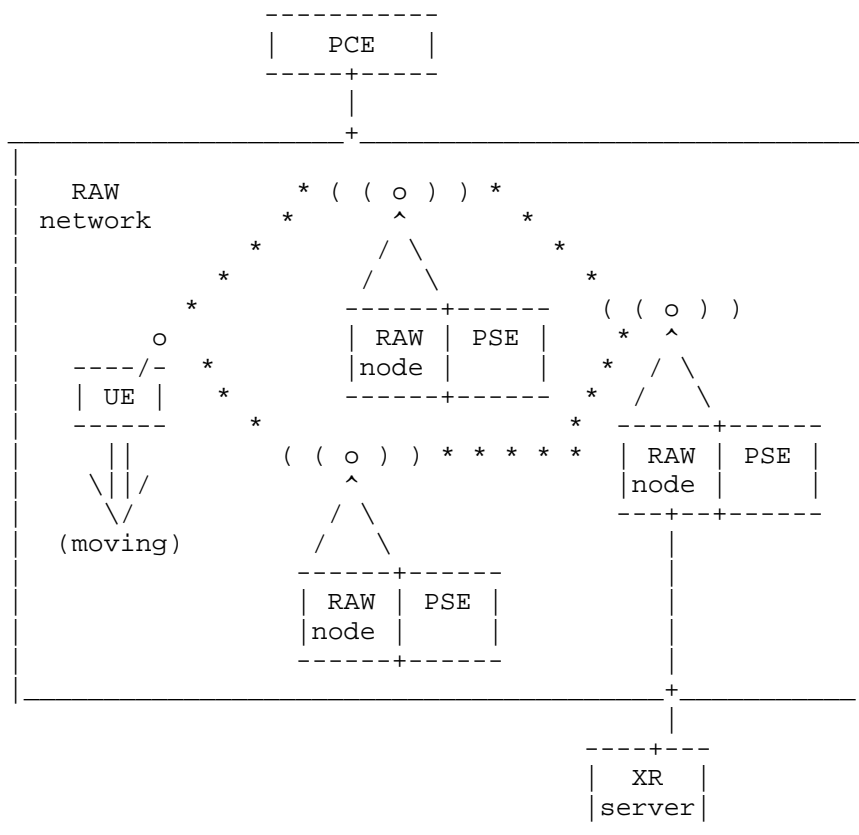 PCE
RAW
network
RAW PSE
node
UE
RAW PSE
node
(moving)
RAW PSE
node
XR
server